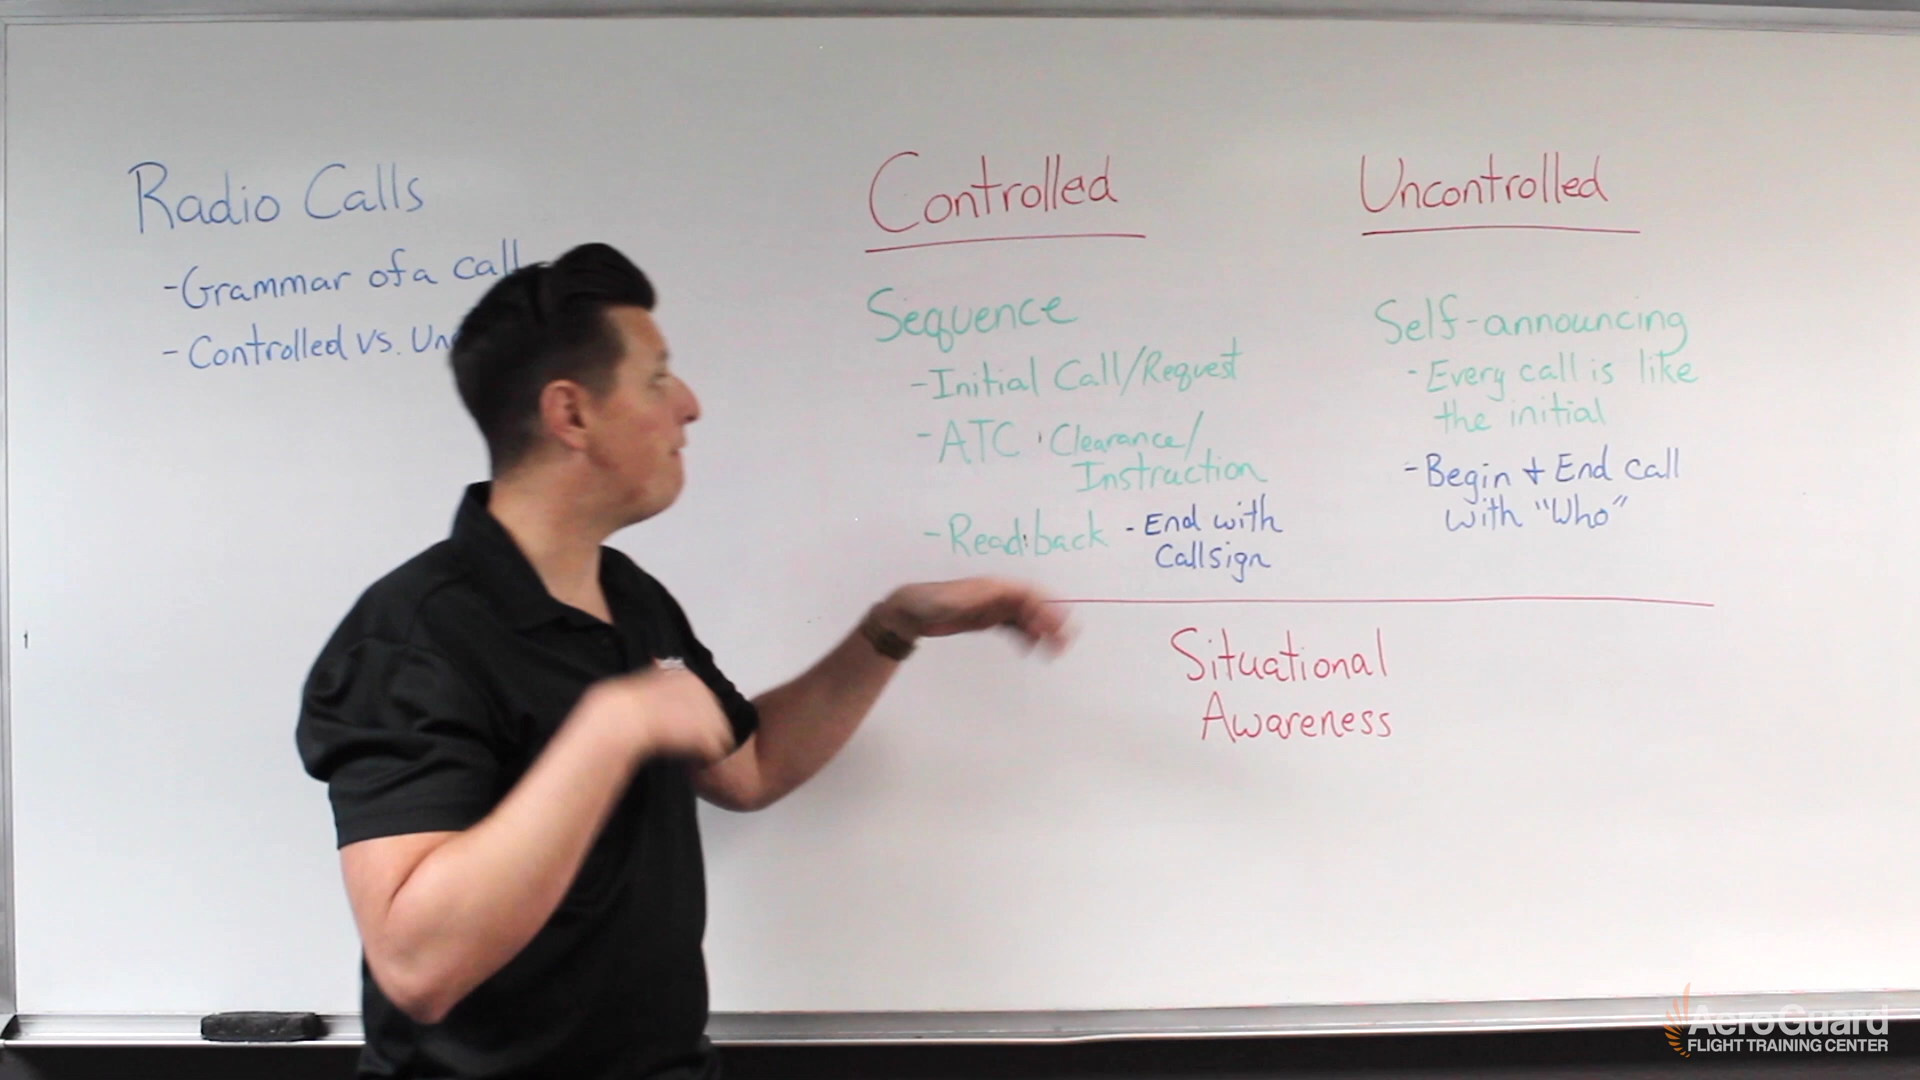 Radio Calls
- Grammar of a call
- Controlled vs. Un
Controlled
Sequence
- Initial Call/Request
- ATC · Clearance/
Instruction
- Readback - End with
Callsign
Uncontrolled
Self-announcing
- Every call is like
the initial
- Begin + End call
with "Who"
Situational
Awareness
AeroGuard
FLIGHT TRAINING CENTER